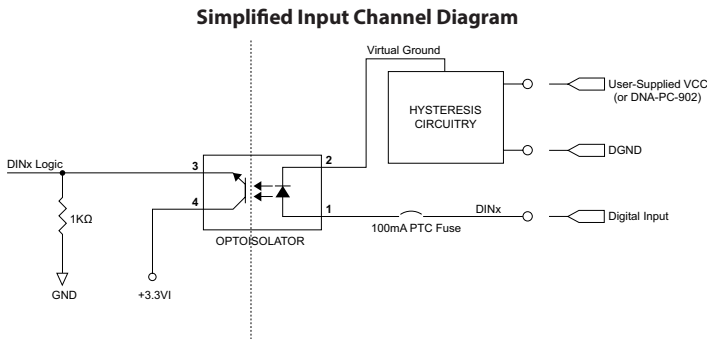 Simplified Input Channel Diagram
Virtual Ground
HYSTERESIS
CIRCUITRY
User-Supplied VCC
(or DNA-PC-902)
DGND
DINx Logic
3
2
4
1
1KΩ
OPTOISOLATOR
100mA PTC Fuse
DINx
Digital Input
GND
+3.3VI